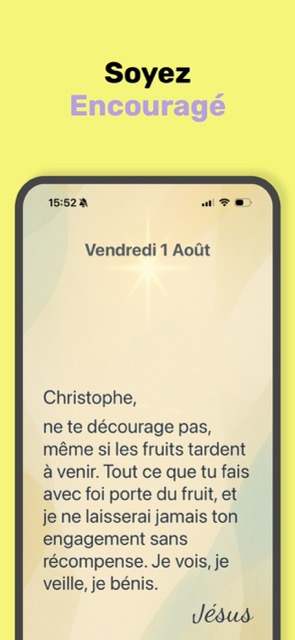 Soyez
Encouragé
15:52
Vendredi 1 Août
Christophe,
ne te décourage pas,
même si les fruits tardent
à venir. Tout ce que tu fais
avec foi porte du fruit, et
je ne laisserai jamais ton
engagement sans
récompense. Je vois, je
veille, je bénis.
Jésus